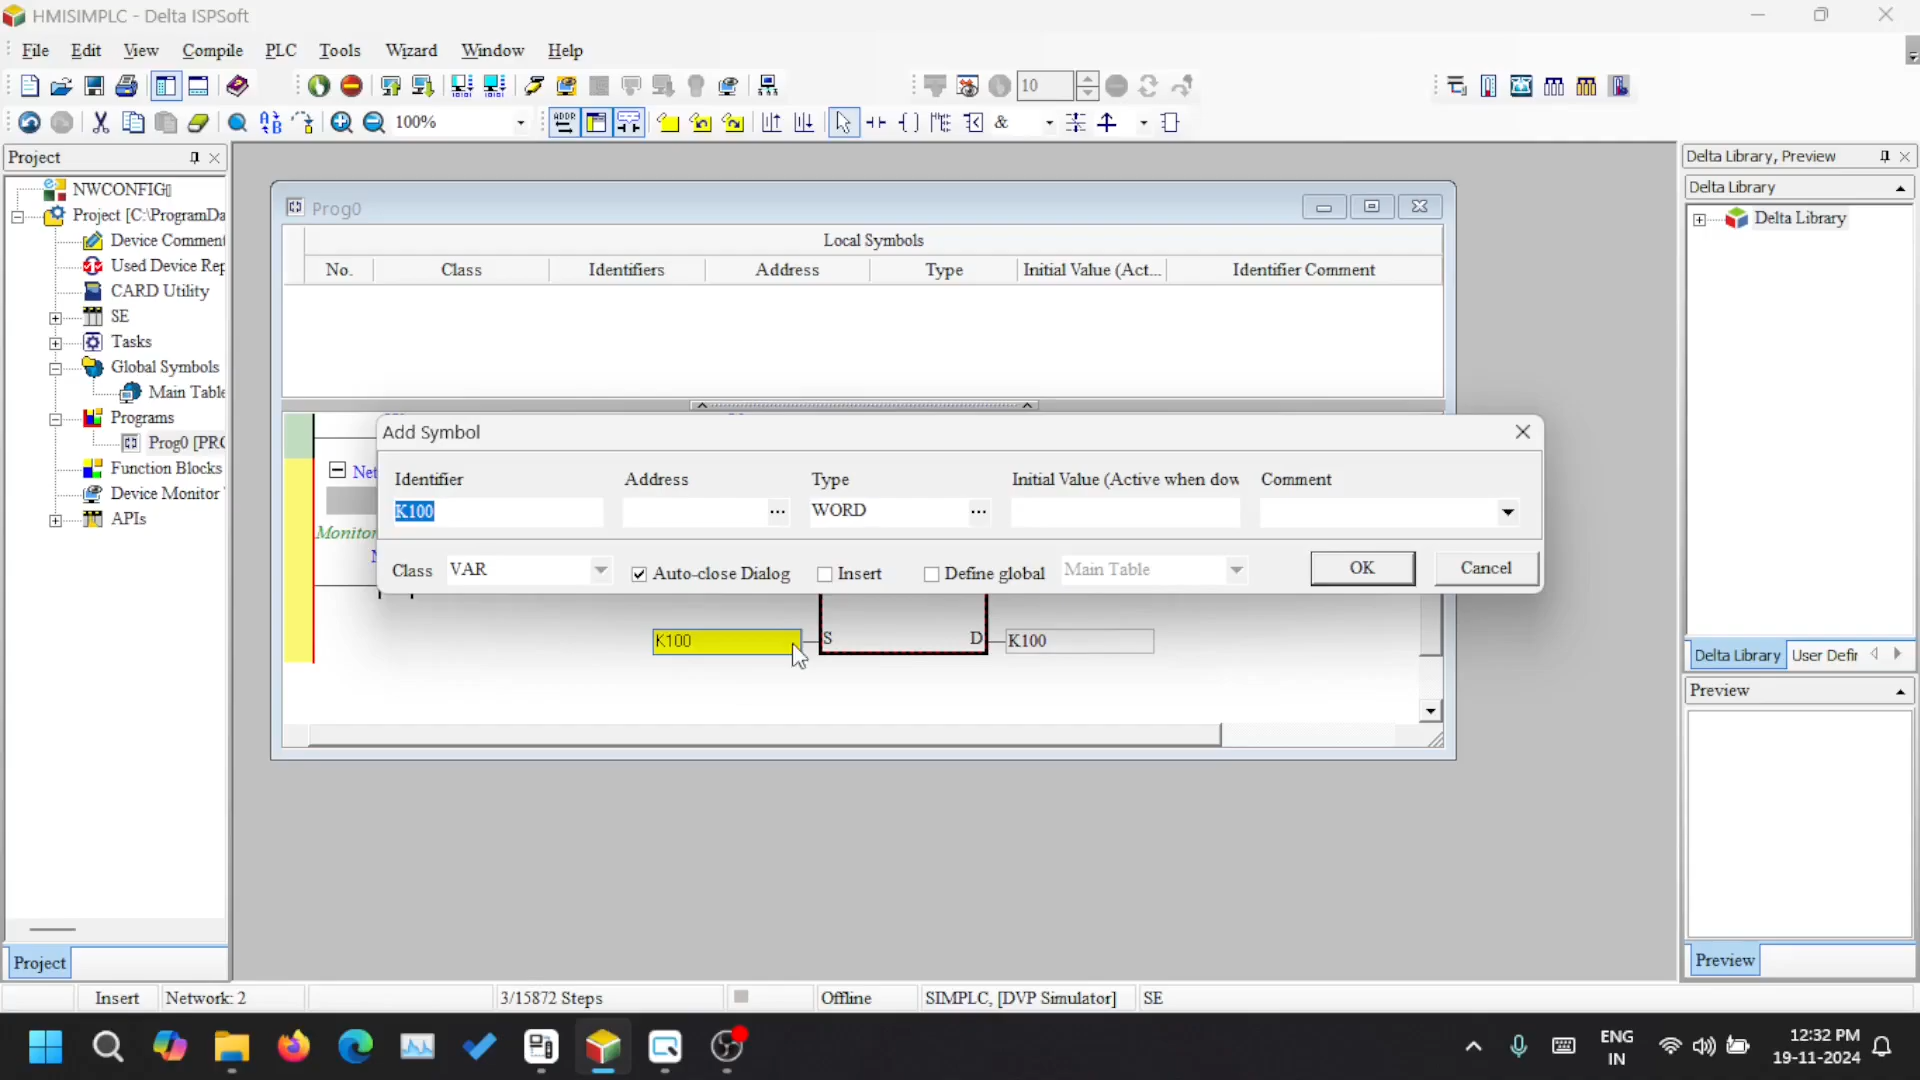 HMISIMPLC - Delta ISPSoft
File Edit View Compile PLC Tools Wizard Window Help
10
100%
ADDR
&
Project
NWCONFIG
Project [C:\ProgramDa
Device Comment
Used Device Rep
CARD Utility
SE
Tasks
Global Symbols
Main Table
Programs
Prog0 [PRC
Function Blocks
Device Monitor
APIs
Project
Prog0
Local Symbols
No. Class Identifiers Address Type Initial Value (Act... Identifier Comment
Net
Monitor
Add Symbol
Identifier Address Type Initial Value (Active when dow Comment
K100 ... WORD ...
Class VAR Auto-close Dialog Insert Define global Main Table OK Cancel
K100 S D K100
Delta Library, Preview
Delta Library
Delta Library
Delta Library User Defin
Preview
Preview
Insert Network: 2 3/15872 Steps Offline SIMPLC, [DVP Simulator] SE
ENG
IN
12:32 PM
19-11-2024